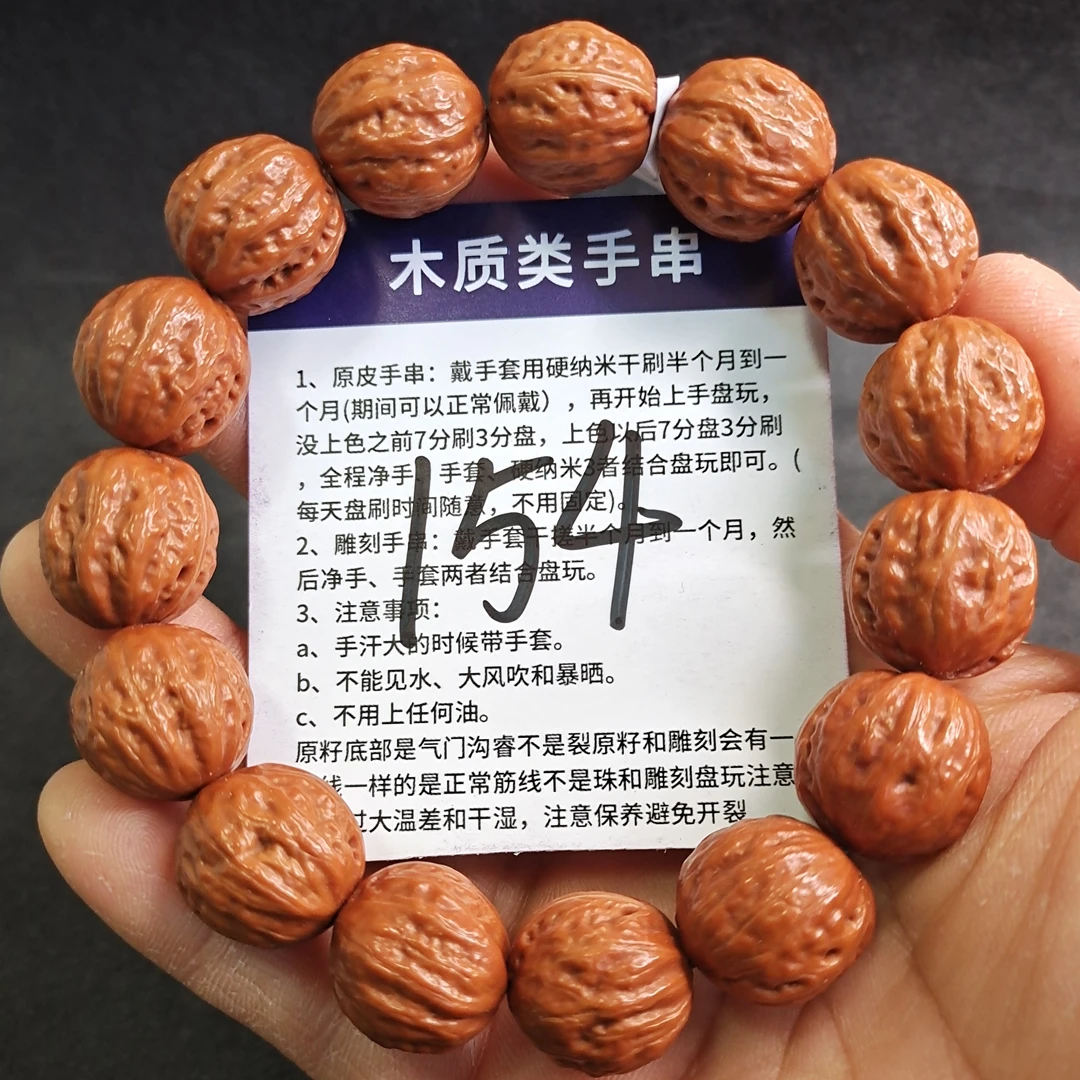 木质类手串
1、原皮手串：戴手套用硬纳米干刷半个月到一
个月(期间可以正常佩戴），再开始上手盘玩，
没上色之前7分刷3分盘，上色以后7分盘3分刷
，全程净手、手套、硬纳米3者结合盘玩即可。(
每天盘刷时间随意，不用固定)。
2、雕刻手串：戴手套干搓半个月到一个月，然
后净手、手套两者结合盘玩。
3、注意事项：
a、手汗大的时候带手套。
b、不能见水、大风吹和暴晒。
c、不用上任何油。
原籽底部是气门沟睿不是裂原籽和雕刻会有一
线一样的是正常筋线不是珠和雕刻盘玩注意
过大温差和干湿，注意保养避免开裂
154